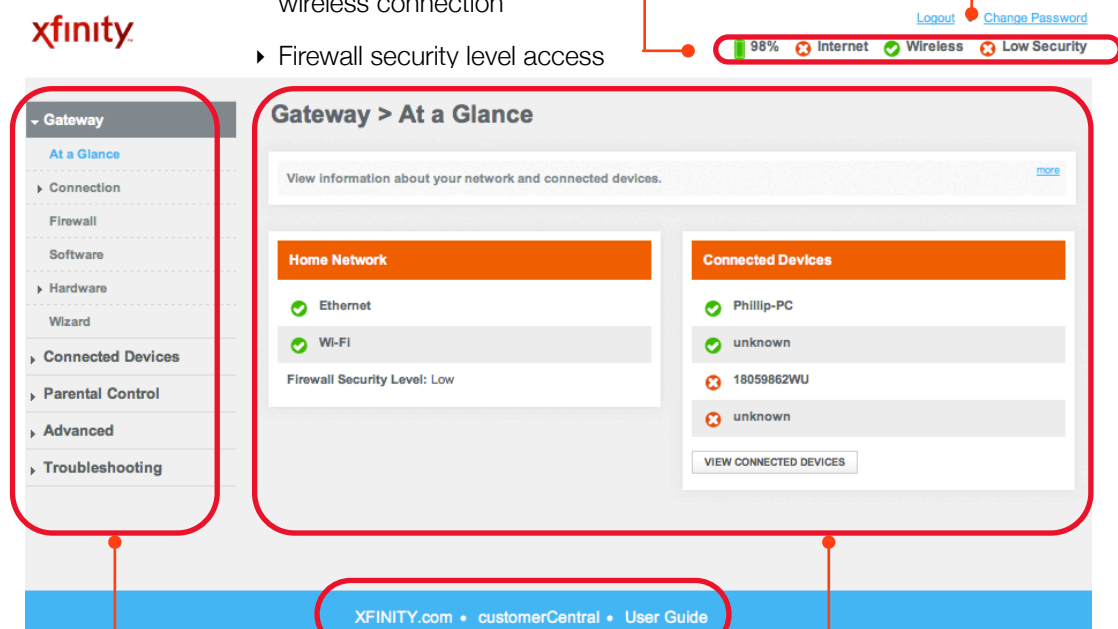 wireless connection
Firewall security level access
xfinity™
Logout Change Password
98% Internet Wireless Low Security
Gateway
At a Glance
Connection
Firewall
Software
Hardware
Wizard
Connected Devices
Parental Control
Advanced
Troubleshooting
Gateway > At a Glance
View information about your network and connected devices.
more
Home Network
Ethernet
Wi-Fi
Firewall Security Level: Low
Connected Devices
Phillip-PC
unknown
18059862WU
unknown
VIEW CONNECTED DEVICES
XFINITY.com • customerCentral • User Guide